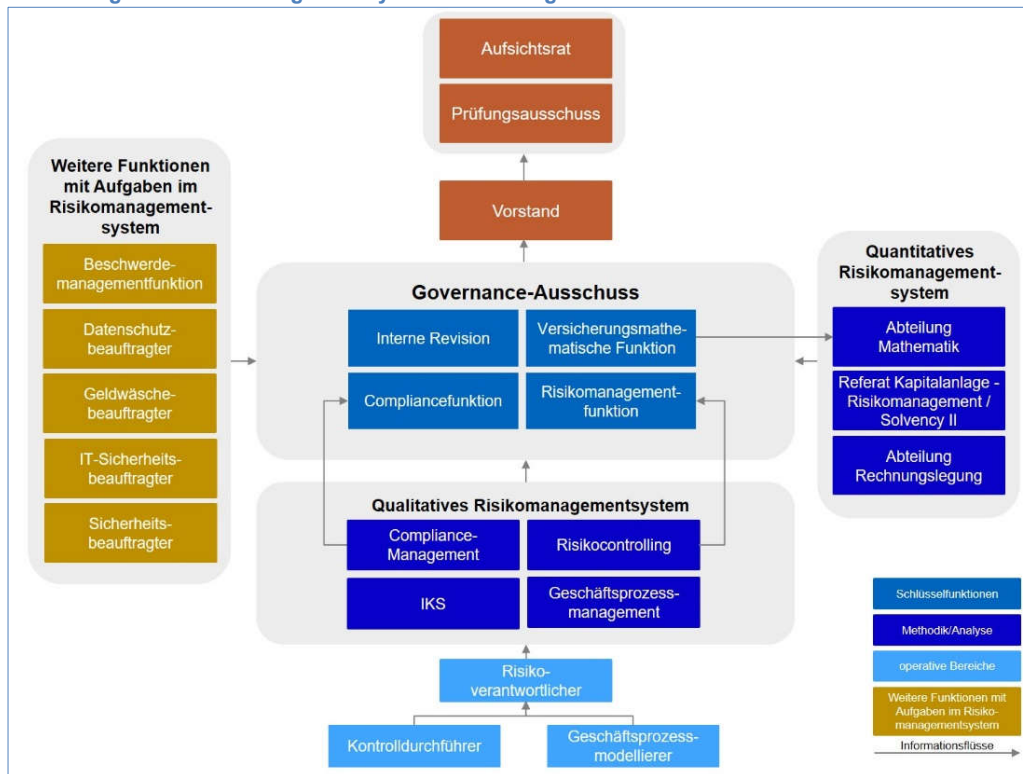 Aufsichtsrat
Prüfungsausschuss
Vorstand
Weitere Funktionen
mit Aufgaben im
Risikomanagement-
system
Beschwerde-
managementfunktion
Datenschutz-
beauftragter
Geldwäsche-
beauftragter
IT-Sicherheits-
beauftragter
Sicherheits-
beauftragter
Governance-Ausschuss
Interne Revision
Versicherungsmathe-
matische Funktion
Compliancefunktion
Risikomanagement-
funktion
Quantitatives
Risikomanagement-
system
Abteilung
Mathematik
Referat Kapitalanlage -
Risikomanagement /
Solvency II
Abteilung
Rechnungslegung
Qualitatives Risikomanagementsystem
Compliance-
Management
Risikocontrolling
IKS
Geschäftsprozess-
management
Risiko-
verantwortlicher
Kontrolldurchführer
Geschäftsprozess-
modellierer
Schlüsselfunktionen
Methodik/Analyse
operative Bereiche
Weitere Funktionen mit
Aufgaben im Risiko-
managementsystem
Informationsflüsse